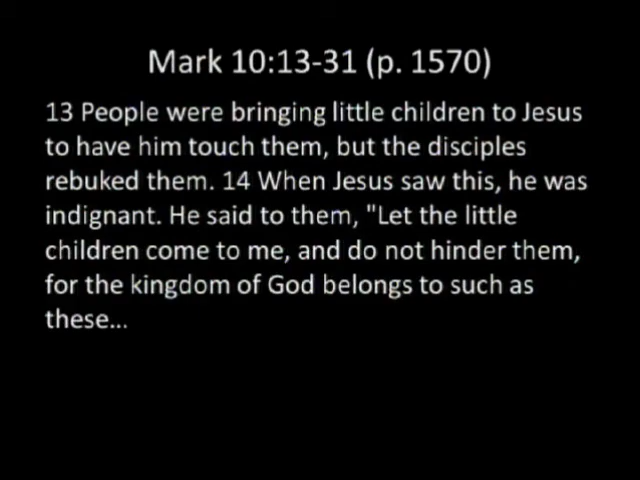 Mark 10:13-31 (p. 1570)
13 People were bringing little children to Jesus
to have him touch them, but the disciples
rebuked them. 14 When Jesus saw this, he was
indignant. He said to them, "Let the little
children come to me, and do not hinder them,
for the kingdom of God belongs to such as
these...